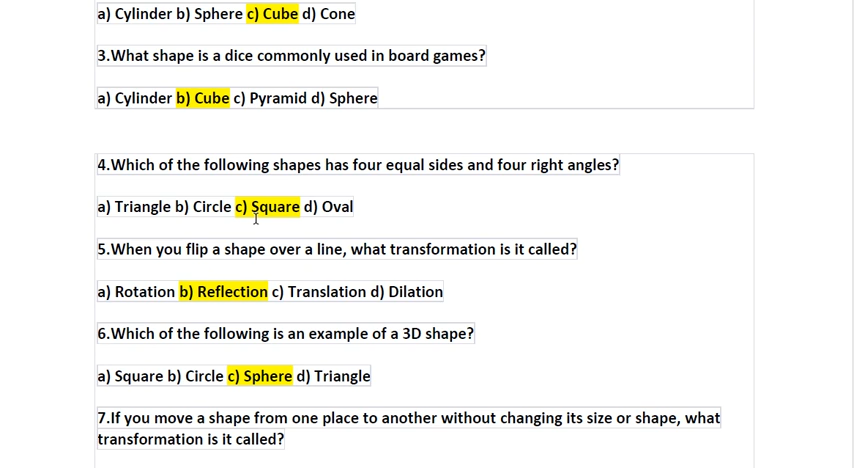 a) Cylinder b) Sphere c) Cube d) Cone
3.What shape is a dice commonly used in board games?
a) Cylinder b) Cube c) Pyramid d) Sphere
4.Which of the following shapes has four equal sides and four right angles?
a) Triangle b) Circle c) Square d) Oval
5.When you flip a shape over a line, what transformation is it called?
a) Rotation b) Reflection c) Translation d) Dilation
6.Which of the following is an example of a 3D shape?
a) Square b) Circle c) Sphere d) Triangle
7.If you move a shape from one place to another without changing its size or shape, what
transformation is it called?